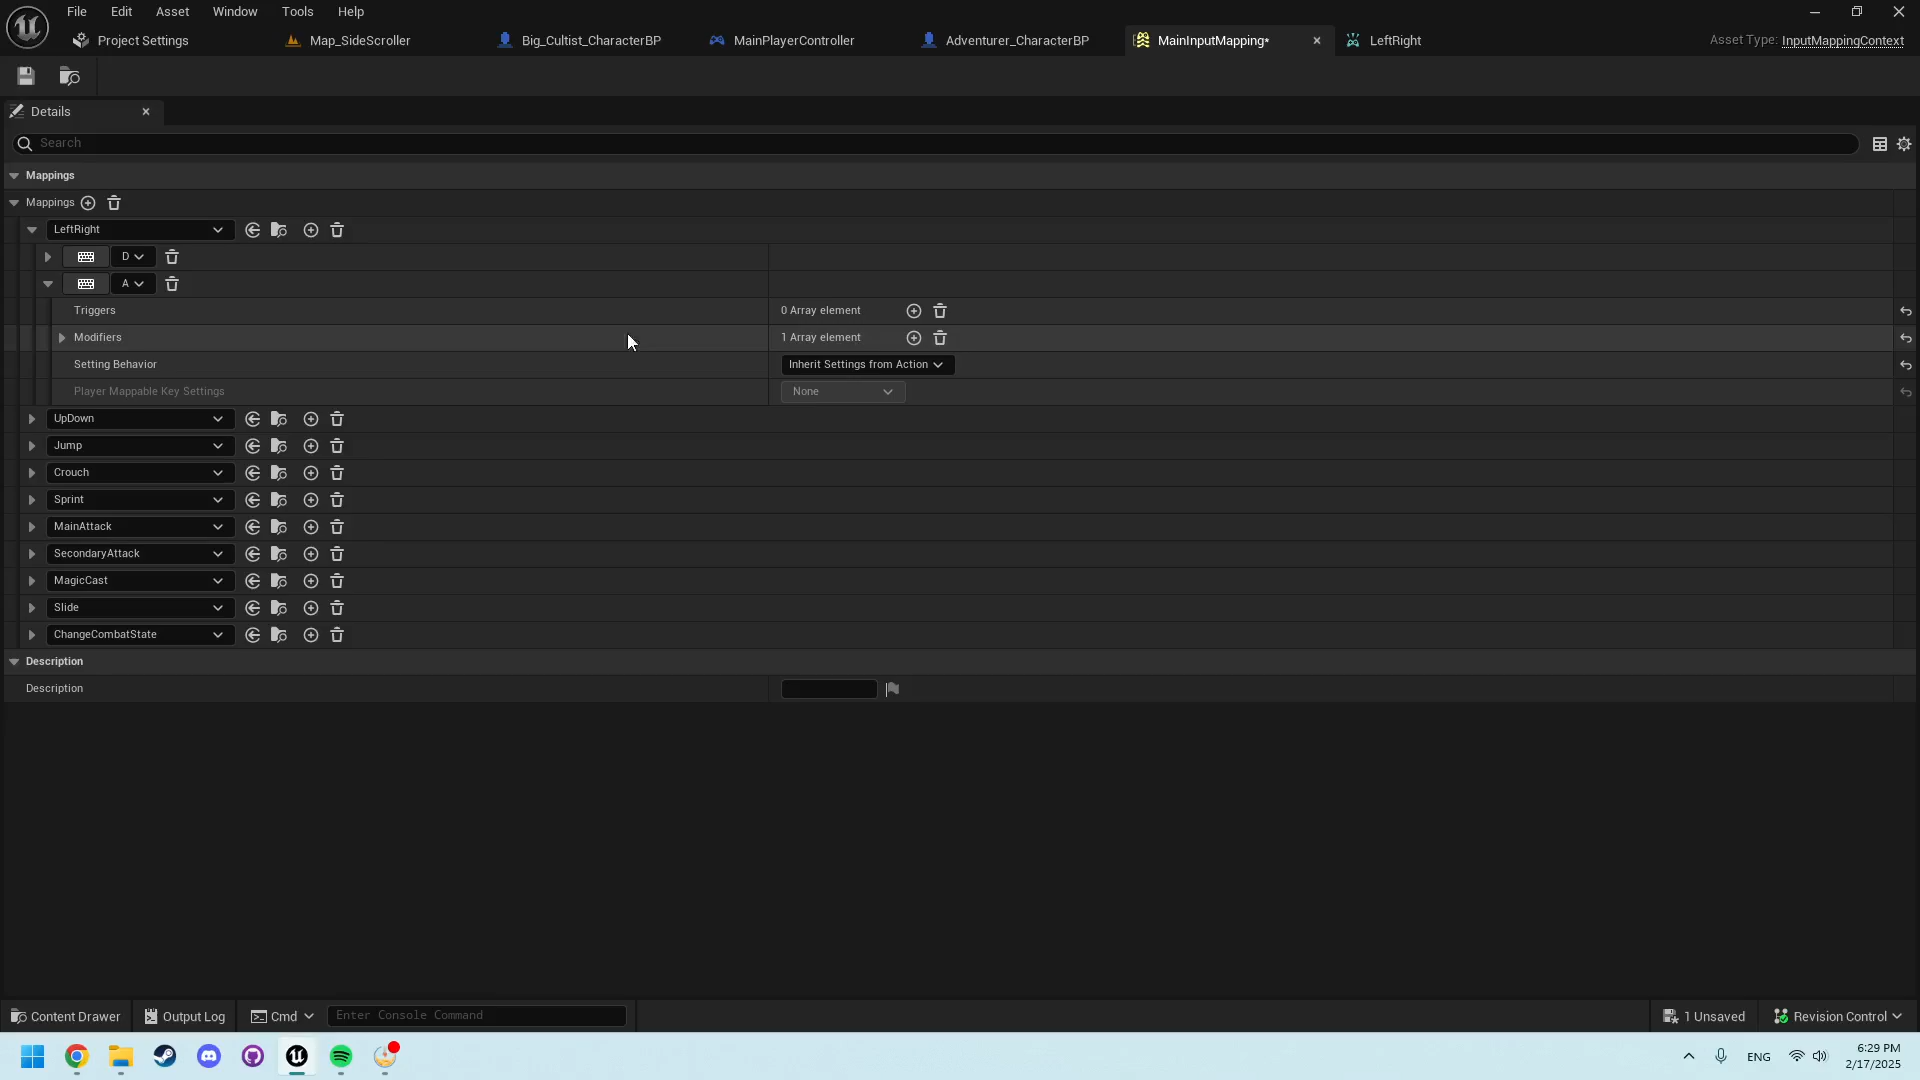 File Edit Asset Window Tools Help
Project Settings Map_SideScroller Big_Cultist_CharacterBP MainPlayerController Adventurer_CharacterBP MainInputMapping* LeftRight Asset Type: InputMappingContext
Details
Search
Mappings
Mappings
LeftRight
D
A
Triggers 0 Array element
Modifiers 1 Array element
Setting Behavior Inherit Settings from Action
Player Mappable Key Settings None
UpDown
Jump
Crouch
Sprint
MainAttack
SecondaryAttack
MagicCast
Slide
ChangeCombatState
Description
Description
Content Drawer Output Log Cmd Enter Console Command 1 Unsaved Revision Control
ENG 6:29 PM
2/17/2025